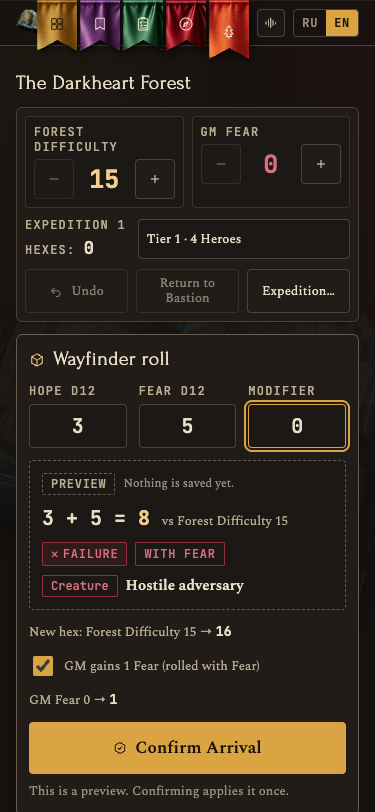 RU EN
The Darkheart Forest
FOREST DIFFICULTY
− 15 +
GM FEAR
− 0 +
EXPEDITION 1
HEXES: 0
Tier 1 · 4 Heroes
Undo
Return to Bastion
Expedition…
Wayfinder roll
HOPE D12 FEAR D12 MODIFIER
3 5 0
PREVIEW Nothing is saved yet.
3 + 5 = 8 vs Forest Difficulty 15
× FAILURE WITH FEAR
Creature Hostile adversary
New hex: Forest Difficulty 15 → 16
GM gains 1 Fear (rolled with Fear)
GM Fear 0 → 1
Confirm Arrival
This is a preview. Confirming applies it once.